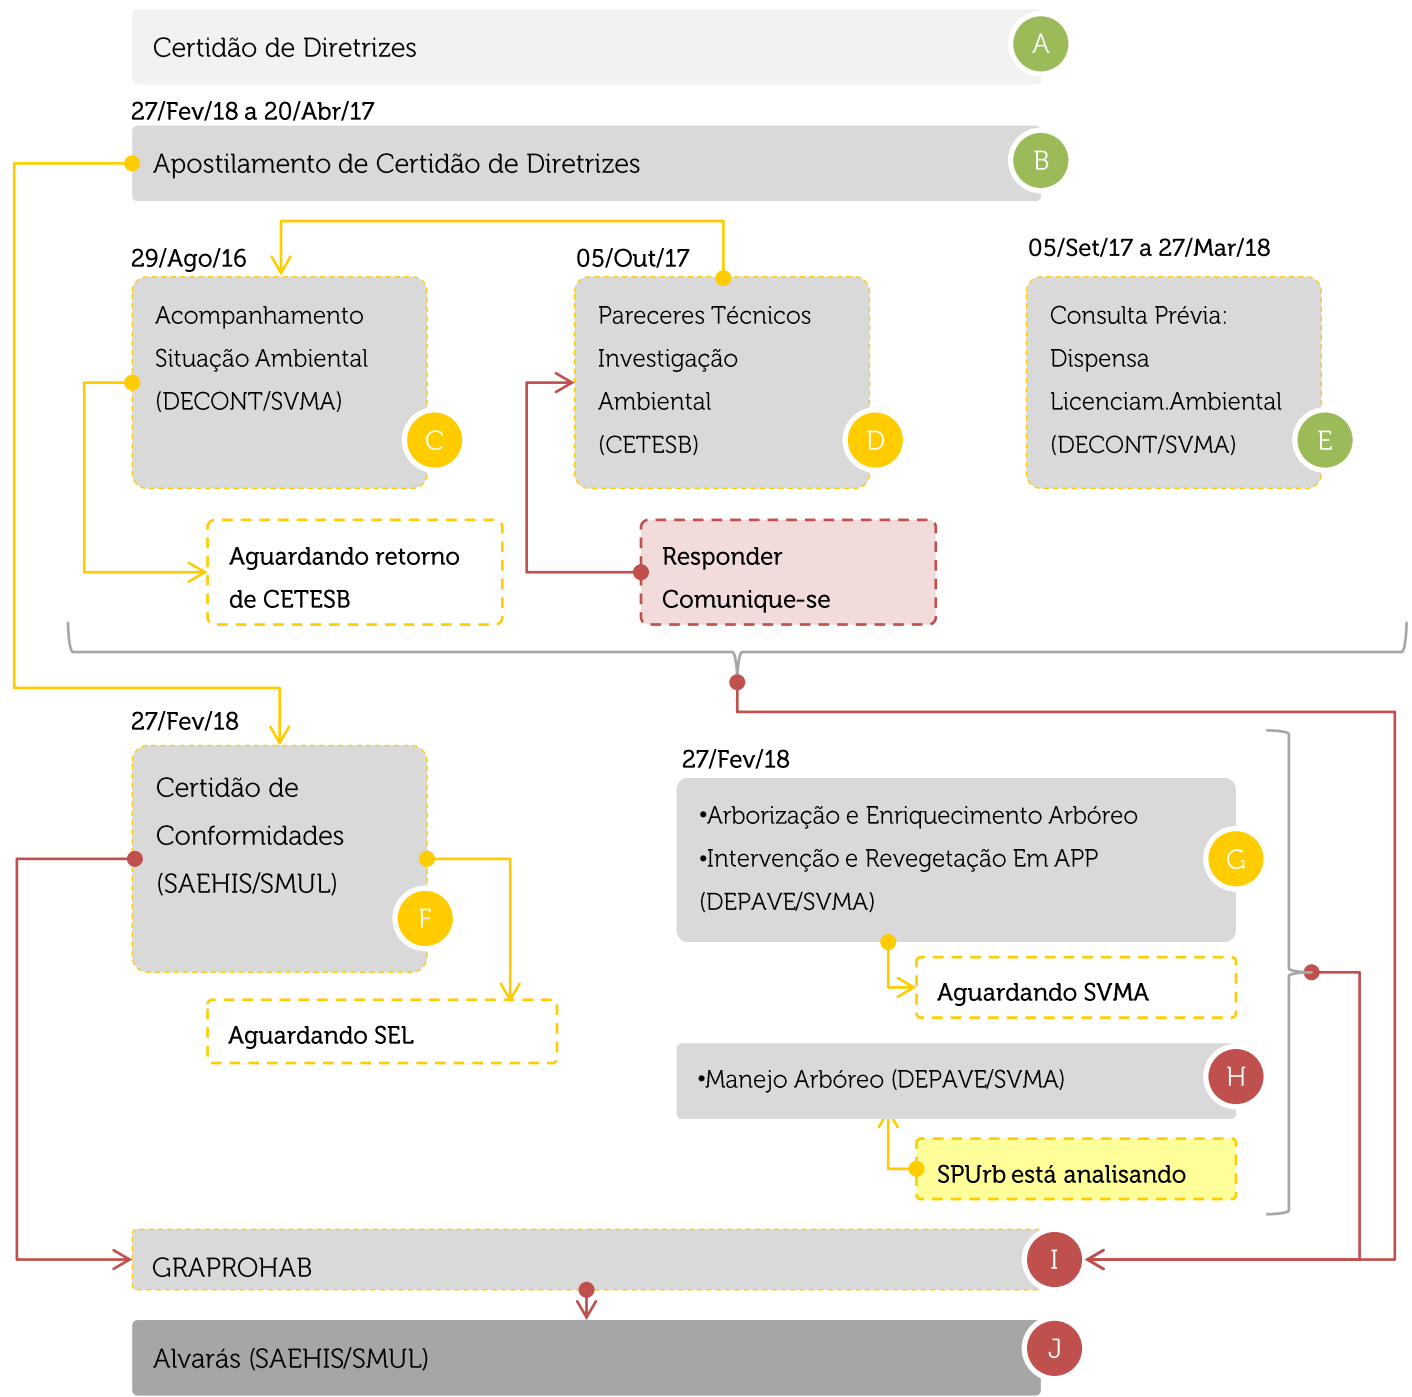 Certidão de Diretrizes
A
27/Fev/18 a 20/Abr/17
Apostilamento de Certidão de Diretrizes
B
29/Ago/16
Acompanhamento
Situação Ambiental
(DECONT/SVMA)
C
Aguardando retorno
de CETESB
05/Out/17
Pareceres Técnicos
Investigação
Ambiental
(CETESB)
D
Responder
Comunique-se
05/Set/17 a 27/Mar/18
Consulta Prévia:
Dispensa
Licenciam.Ambiental
(DECONT/SVMA)
E
27/Fev/18
Certidão de
Conformidades
(SAEHIS/SMUL)
F
Aguardando SEL
27/Fev/18
•Arborização e Enriquecimento Arbóreo
•Intervenção e Revegetação Em APP
(DEPAVE/SVMA)
G
Aguardando SVMA
•Manejo Arbóreo (DEPAVE/SVMA)
H
SPUrb está analisando
GRAPROHAB
I
Alvarás (SAEHIS/SMUL)
J